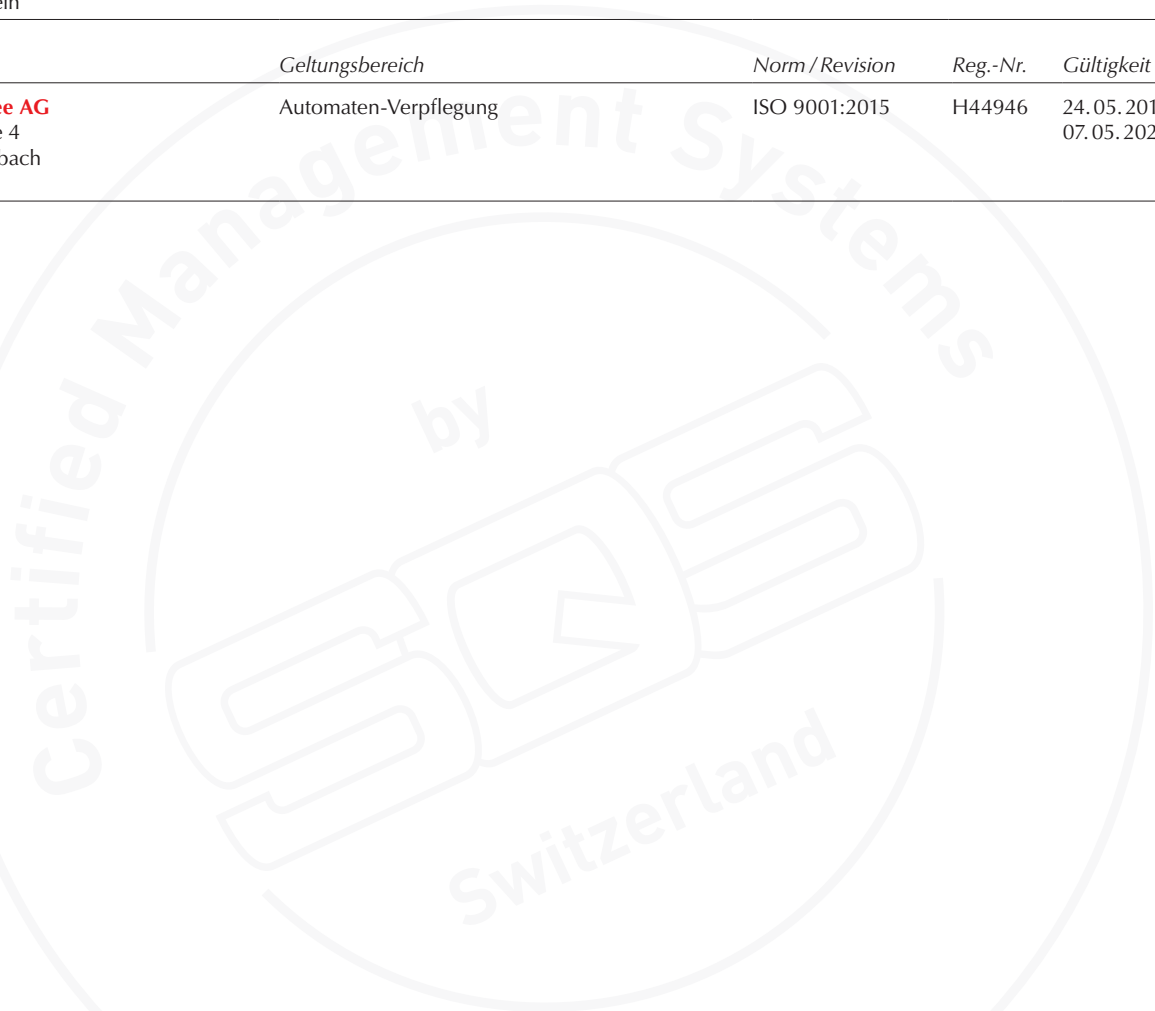 ein
Geltungsbereich Norm / Revision Reg.-Nr. Gültigkeit
ee AG Automaten-Verpflegung ISO 9001:2015 H44946 24.05.201
e 4 07.05.202
bach
Certified Management Systems
by
SQS
Switzerland